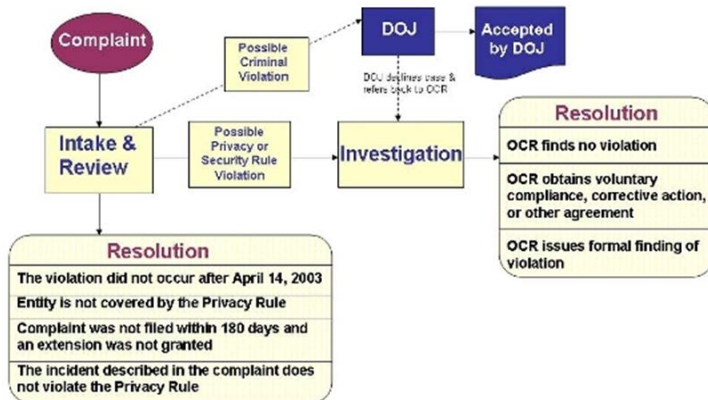 Complaint
Possible
Criminal
Violation
DOJ
Accepted
by DOJ
DOJ declines case &
refers back to OCR
Intake &
Review
Possible
Privacy or
Security Rule
Violation
Investigation
Resolution
OCR finds no violation
OCR obtains voluntary
compliance, corrective action,
or other agreement
OCR issues formal finding of
violation
Resolution
The violation did not occur after April 14, 2003
Entity is not covered by the Privacy Rule
Complaint was not filed within 180 days and
an extension was not granted
The incident described in the complaint does
not violate the Privacy Rule